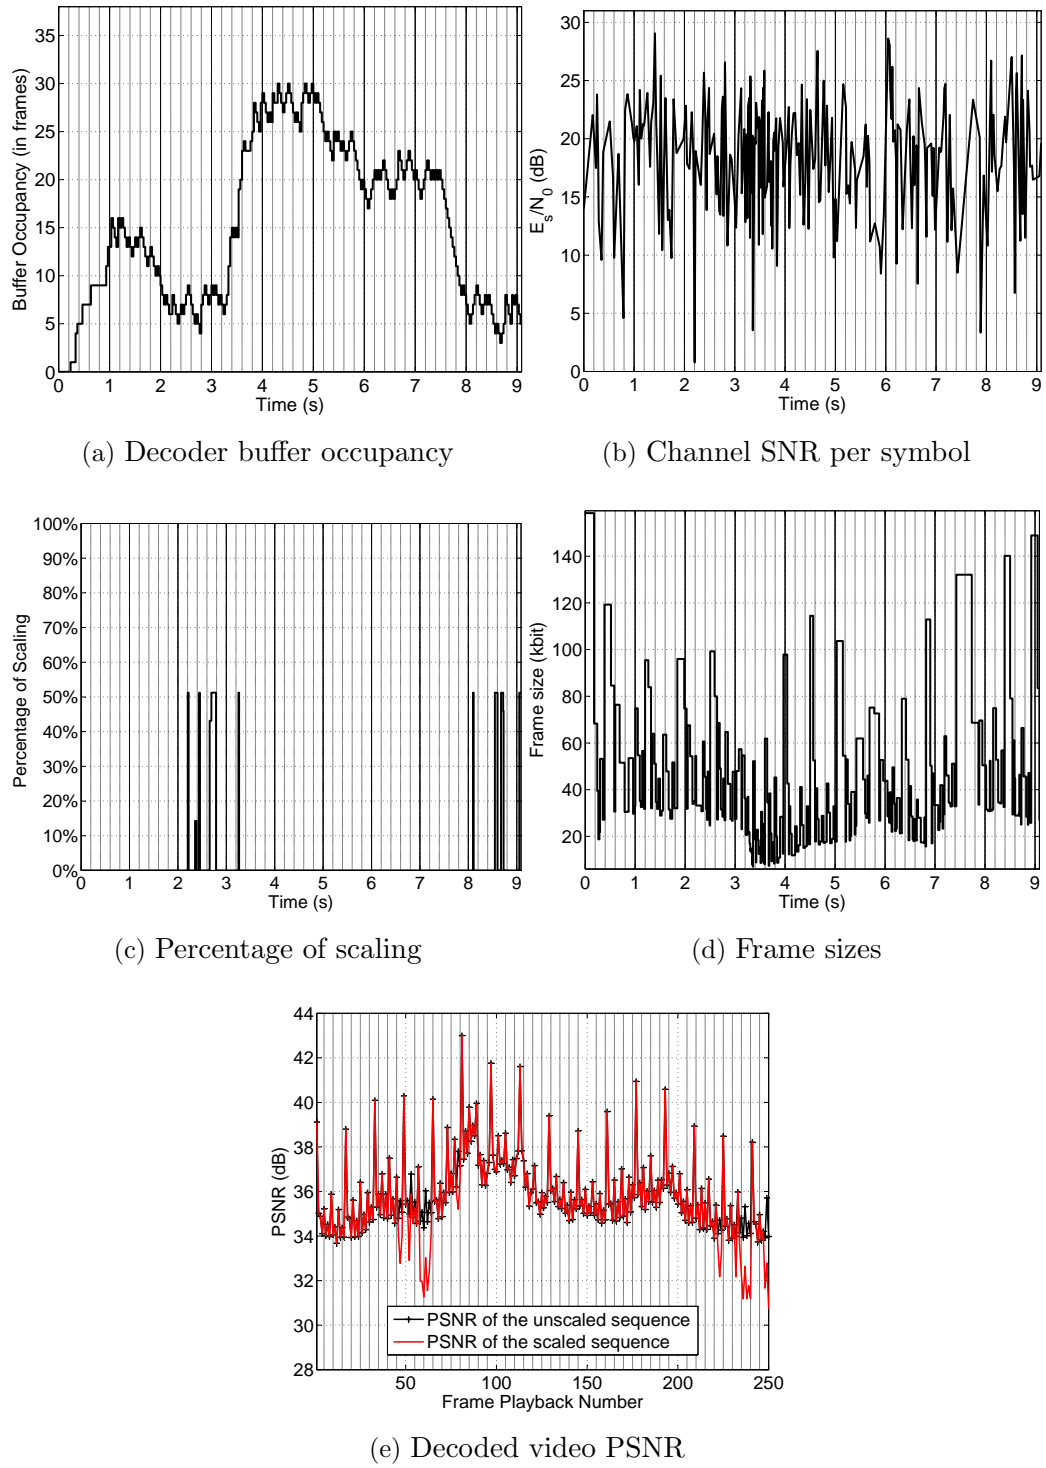 35
30
25
20
15
10
5
0
0 1 2 3 4 5 6 7 8 9
Buffer Occupancy (in frames)
Time (s)
(a) Decoder buffer occupancy
30
25
20
15
10
5
0
0 1 2 3 4 5 6 7 8 9
E_s/N_0 (dB)
Time (s)
(b) Channel SNR per symbol
100%
90%
80%
70%
60%
50%
40%
30%
20%
10%
0%
0 1 2 3 4 5 6 7 8 9
Percentage of Scaling
Time (s)
(c) Percentage of scaling
140
120
100
80
60
40
20
0 1 2 3 4 5 6 7 8 9
Frame size (kbit)
Time (s)
(d) Frame sizes
44
42
40
38
36
34
32
30
28
PSNR (dB)
PSNR of the unscaled sequence
PSNR of the scaled sequence
50 100 150 200 250
Frame Playback Number
(e) Decoded video PSNR